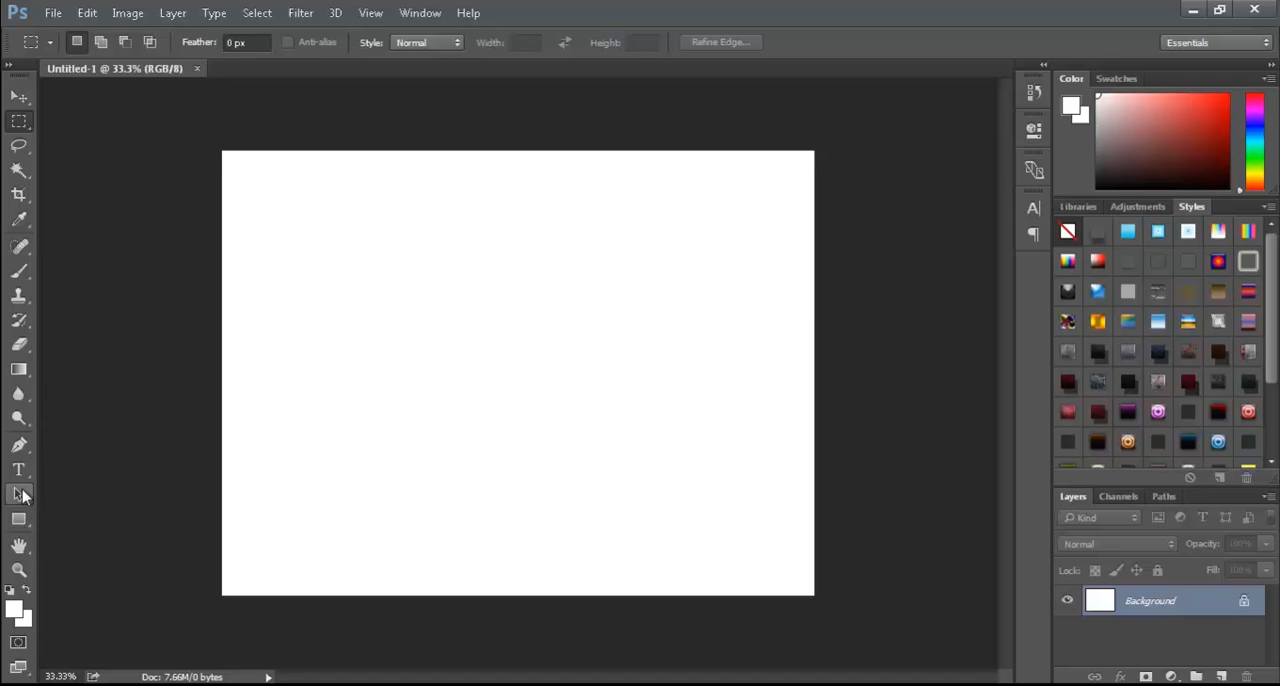 Ps File Edit Image Layer Type Select Filter 3D View Window Help
Feather: 0 px Anti-alias Style: Normal Width: Height: Refine Edge... Essentials
Untitled-1 @ 33.3% (RGB/8) ×
Color Swatches
Libraries Adjustments Styles
Layers Channels Paths
Kind
Normal Opacity: 100%
Lock: Fill: 100%
Background
33.33% Doc: 7.66M/0 bytes